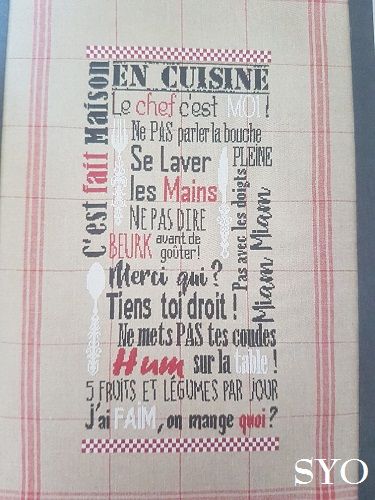 C'est fait Maison
EN CUISINE
Le chef c'est MOI !
Ne PAS parler la bouche
PLEINE
Se Laver
les Mains
Pas avec les doigts
NE PAS DIRE
BEURK avant de
goûter !
Miam Miam
Merci qui ?
Tiens toi droit !
Ne mets PAS tes coudes
Hum sur la table !
5 FRUITS ET LÉGUMES PAR JOUR
J'ai FAIM, on mange quoi ?
SYO